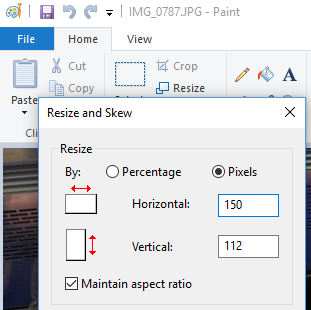 IMG_0787.JPG - Paint
File Home View
Cut
Copy
Paste
Crop
Resize
A
Resize and Skew
Resize
By: Percentage Pixels
Horizontal: 150
Vertical: 112
Maintain aspect ratio